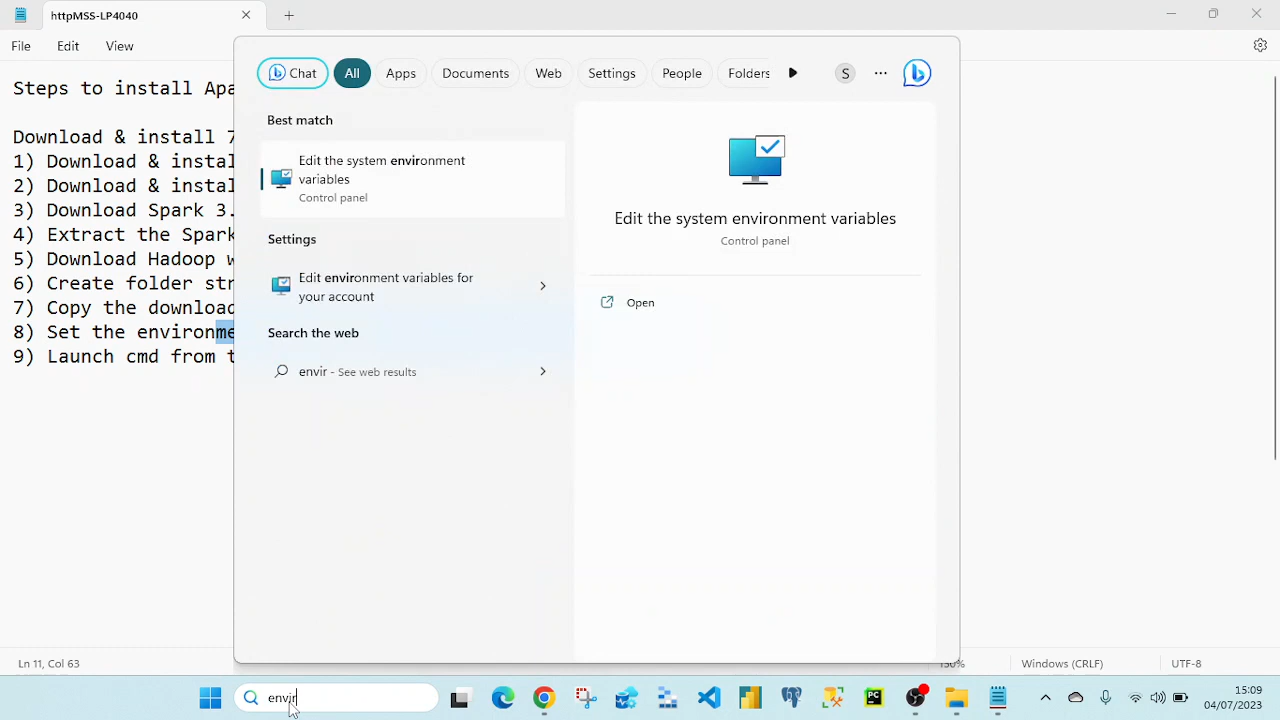 httpMSS-LP4040
File Edit View
Steps to install Apa
Download & install 7
1) Download & instal
2) Download & instal
3) Download Spark 3.
4) Extract the Spark
5) Download Hadoop w
6) Create folder str
7) Copy the download
8) Set the environme
9) Launch cmd from t
Chat All Apps Documents Web Settings People Folders S
Best match
Edit the system environment
variables
Control panel
Settings
Edit environment variables for
your account
Search the web
envir - See web results
Edit the system environment variables
Control panel
Open
Ln 11, Col 63 150% Windows (CRLF) UTF-8
envir
PC
15:09
04/07/2023